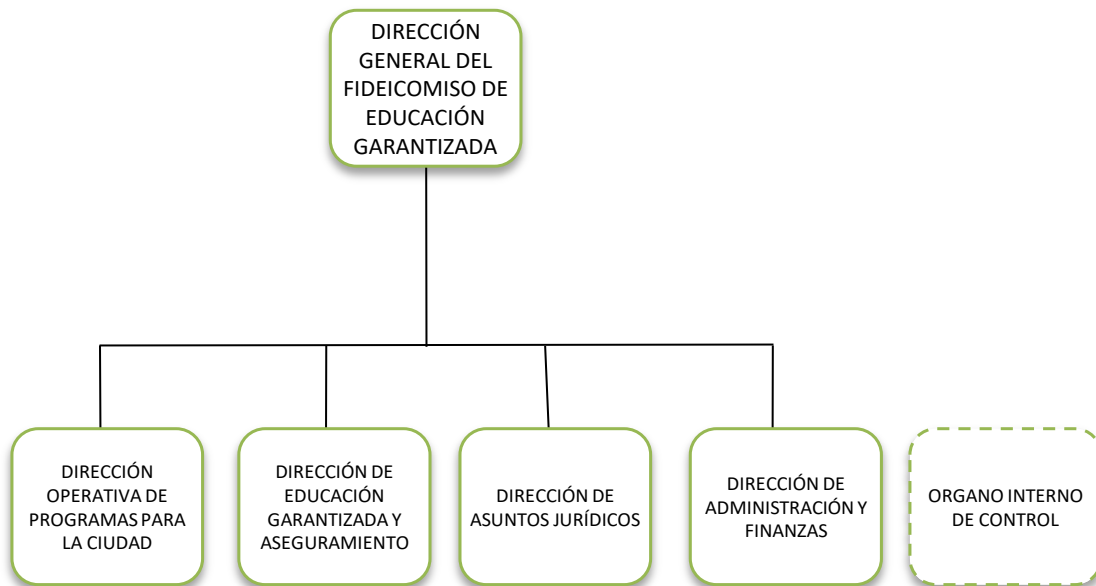 DIRECCIÓN
GENERAL DEL
FIDEICOMISO DE
EDUCACIÓN
GARANTIZADA
DIRECCIÓN
OPERATIVA DE
PROGRAMAS PARA
LA CIUDAD
DIRECCIÓN DE
EDUCACIÓN
GARANTIZADA Y
ASEGURAMIENTO
DIRECCIÓN DE
ASUNTOS JURÍDICOS
DIRECCIÓN DE
ADMINISTRACIÓN Y
FINANZAS
ORGANO INTERNO
DE CONTROL